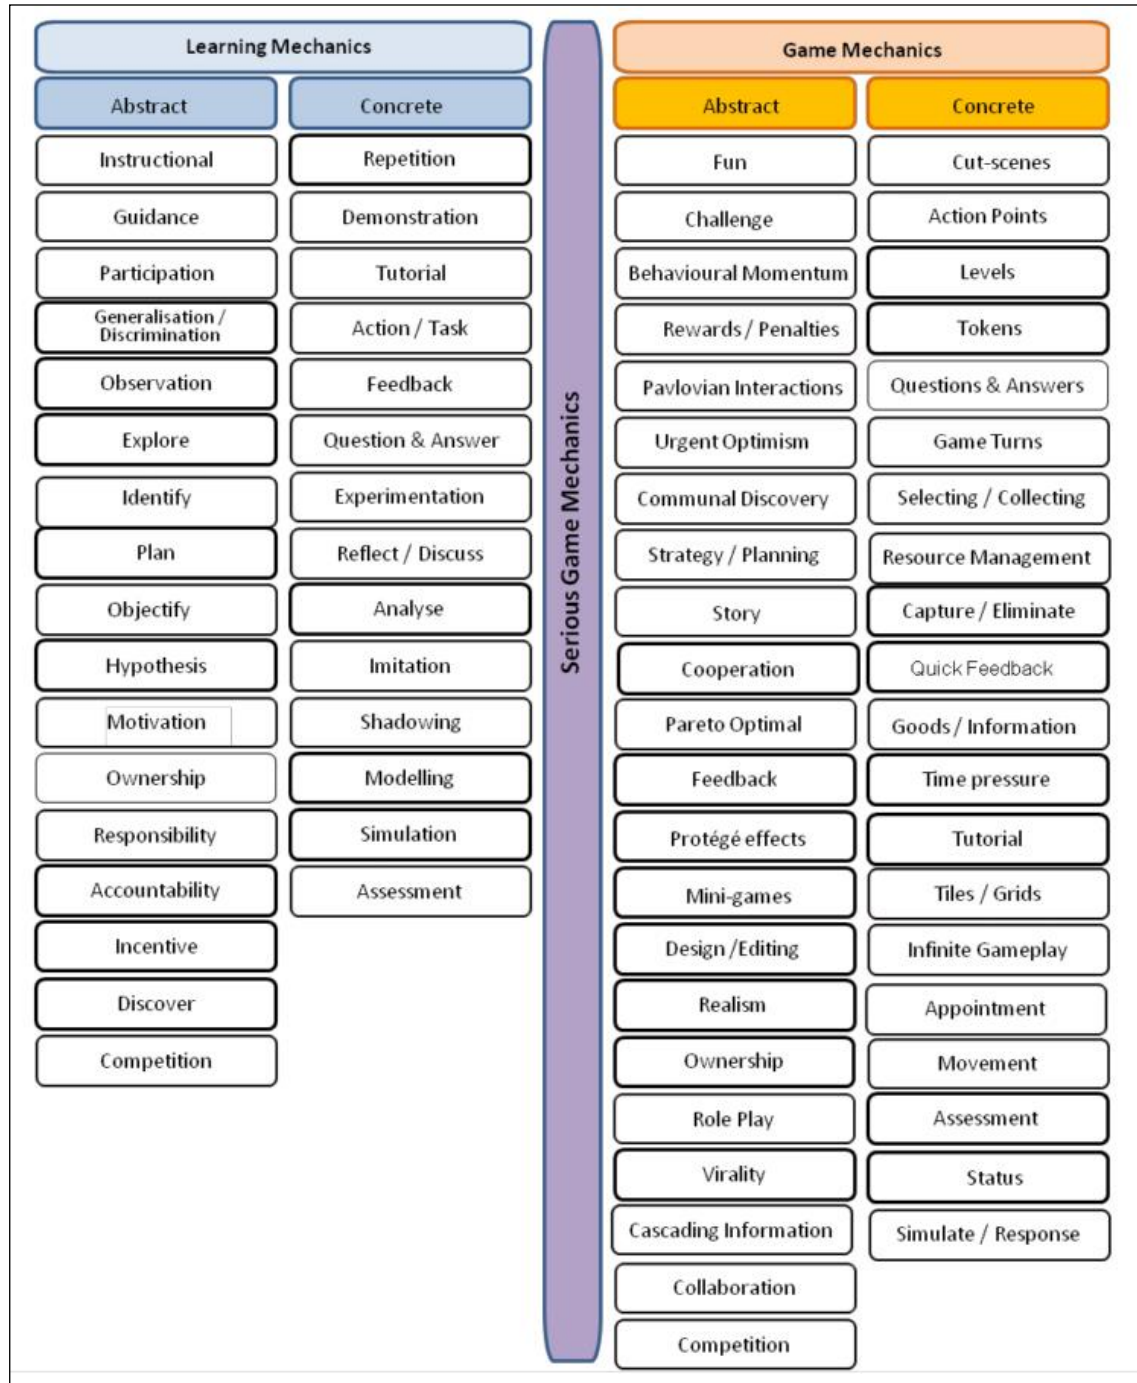 Learning Mechanics
Abstract
Instructional
Guidance
Participation
Generalisation /
Discrimination
Observation
Explore
Identify
Plan
Objectify
Hypothesis
Motivation
Ownership
Responsibility
Accountability
Incentive
Discover
Competition
Concrete
Repetition
Demonstration
Tutorial
Action / Task
Feedback
Question & Answer
Experimentation
Reflect / Discuss
Analyse
Imitation
Shadowing
Modelling
Simulation
Assessment
Serious Game Mechanics
Game Mechanics
Abstract
Fun
Challenge
Behavioural Momentum
Rewards / Penalties
Pavlovian Interactions
Urgent Optimism
Communal Discovery
Strategy / Planning
Story
Cooperation
Pareto Optimal
Feedback
Protégé effects
Mini-games
Design /Editing
Realism
Ownership
Role Play
Virality
Cascading Information
Collaboration
Competition
Concrete
Cut-scenes
Action Points
Levels
Tokens
Questions & Answers
Game Turns
Selecting / Collecting
Resource Management
Capture / Eliminate
Quick Feedback
Goods / Information
Time pressure
Tutorial
Tiles / Grids
Infinite Gameplay
Appointment
Movement
Assessment
Status
Simulate / Response